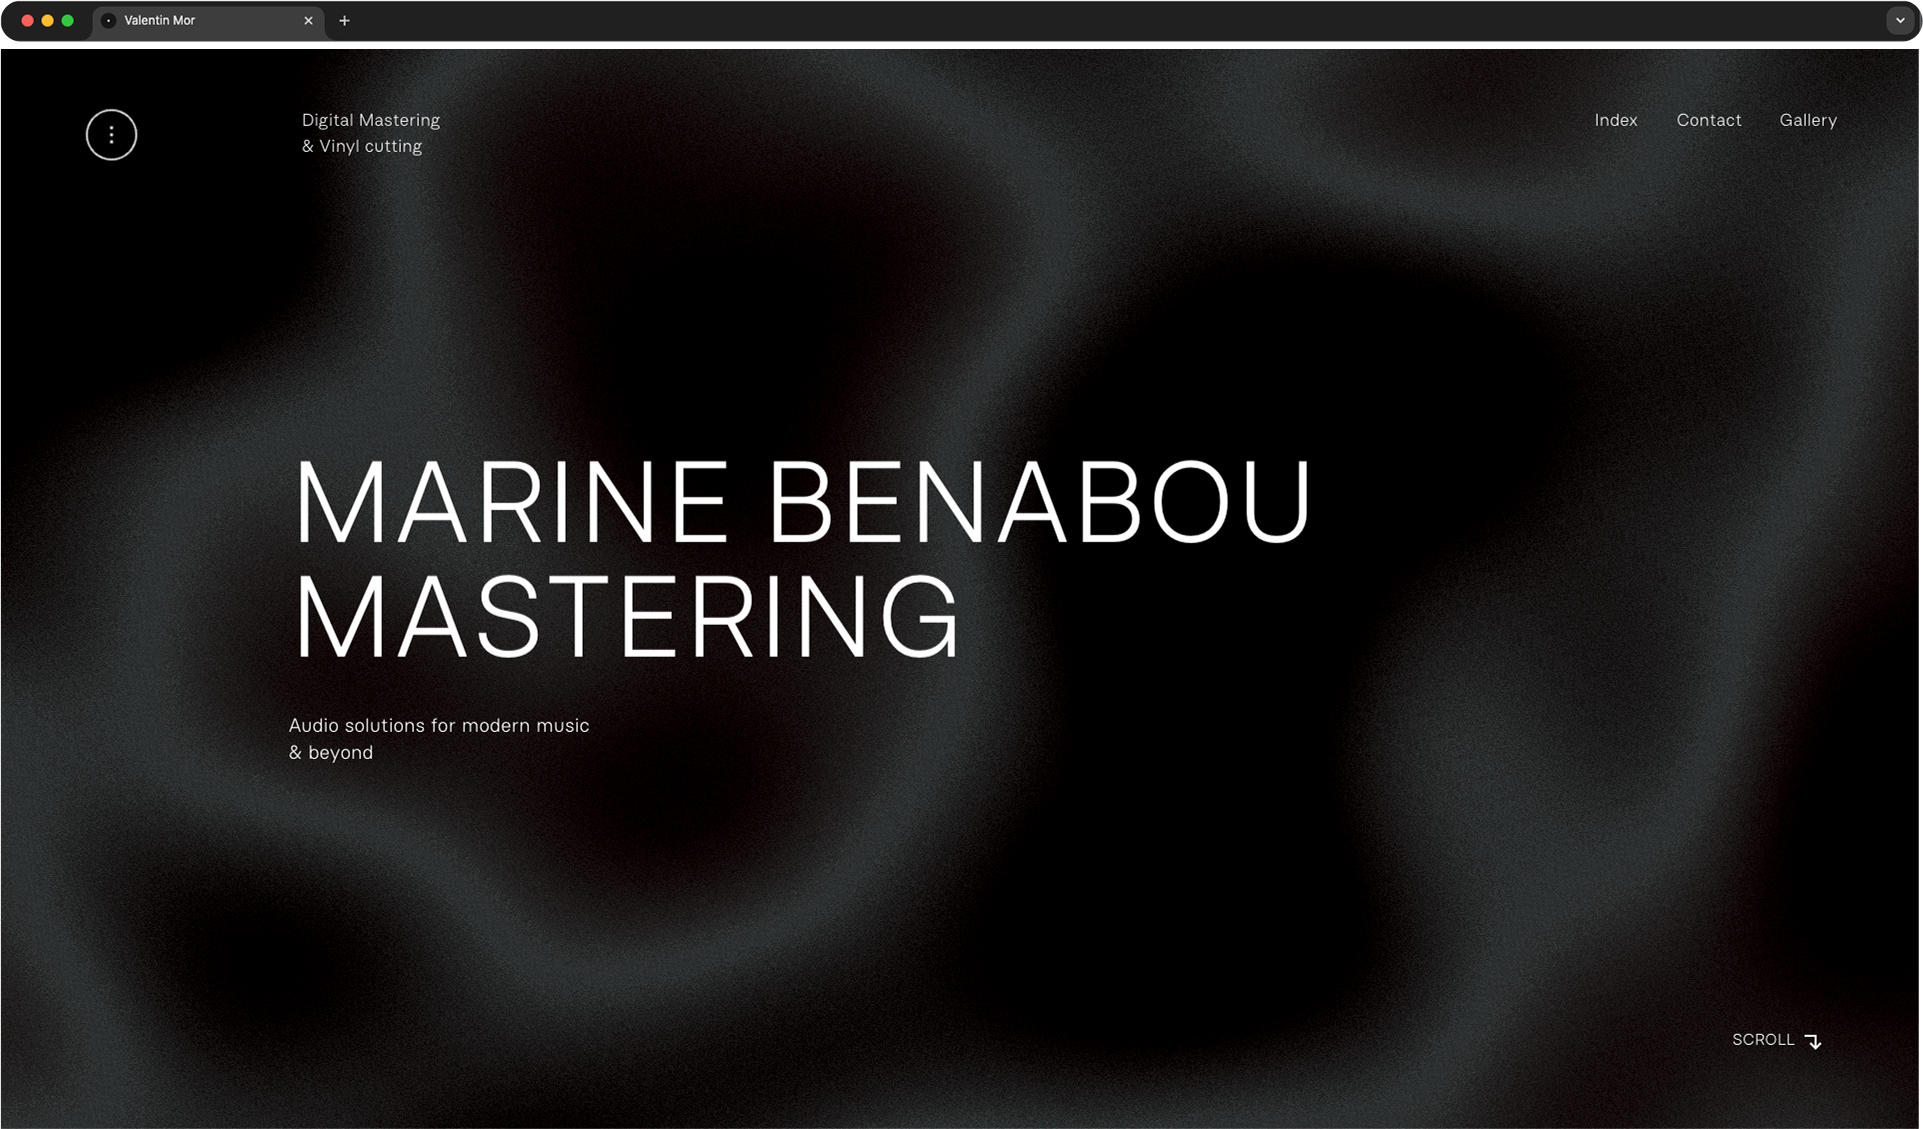 Valentin Mor
Digital Mastering
& Vinyl cutting
Index
Contact
Gallery
MARINE BENABOU
MASTERING
Audio solutions for modern music
& beyond
SCROLL